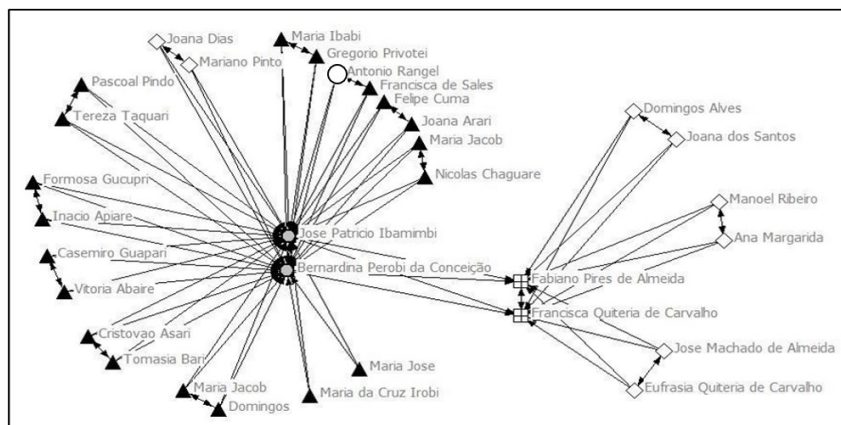 Joana Dias
Mariano Pinto
Maria Ibabi
Gregorio Privotei
Antonio Rangel
Francisca de Sales
Felipe Cuma
Joana Arari
Maria Jacob
Nicolas Chaguare
Pascoal Pindo
Tereza Taquari
Formosa Gucupri
Inacio Apiare
Casemiro Guapari
Vitoria Abaire
Cristovao Asari
Tomasia Bari
Maria Jacob
Domingos
Maria da Cruz Irobi
Maria Jose
Jose Patricio Ibamimbi
Bernardina Perobi da Conceição
Domingos Alves
Joana dos Santos
Manoel Ribeiro
Ana Margarida
Fabiano Pires de Almeida
Francisca Quiteria de Carvalho
Jose Machado de Almeida
Eufrasia Quiteria de Carvalho